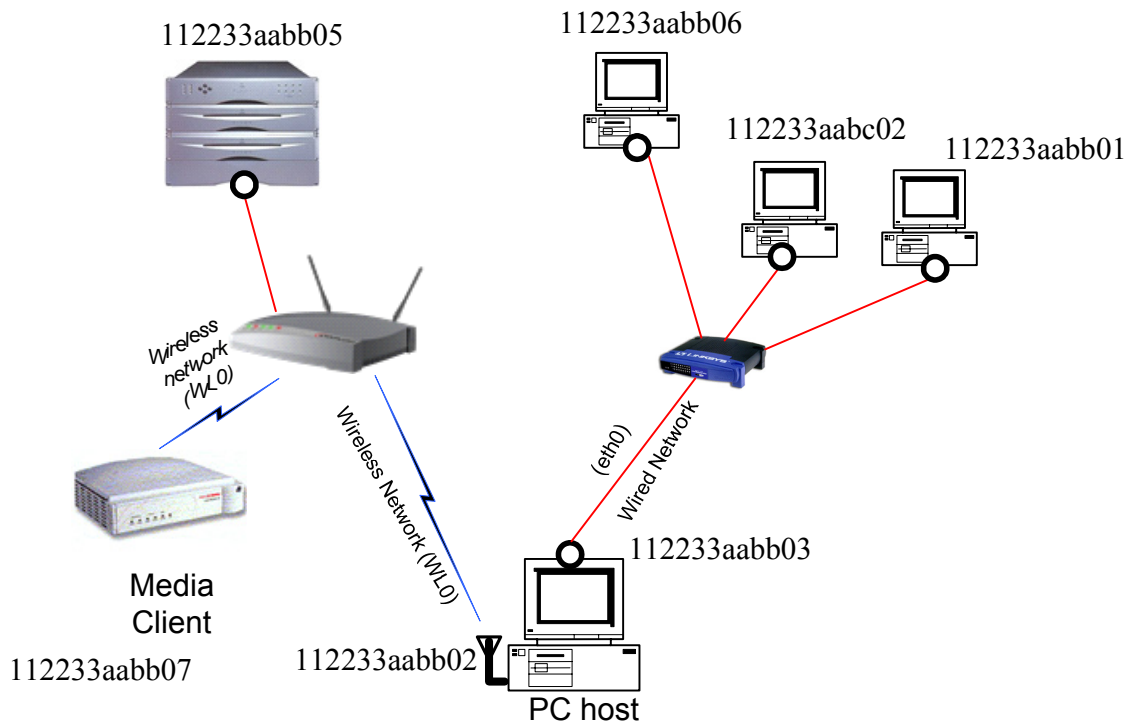 112233aabb05
112233aabb06
112233aabc02
112233aabb01
Wireless
network
(WL0)
LINKSYS
Wireless Network (WL0)
(eth0)
Wired Network
112233aabb03
Media
Client
112233aabb07
112233aabb02
PC host